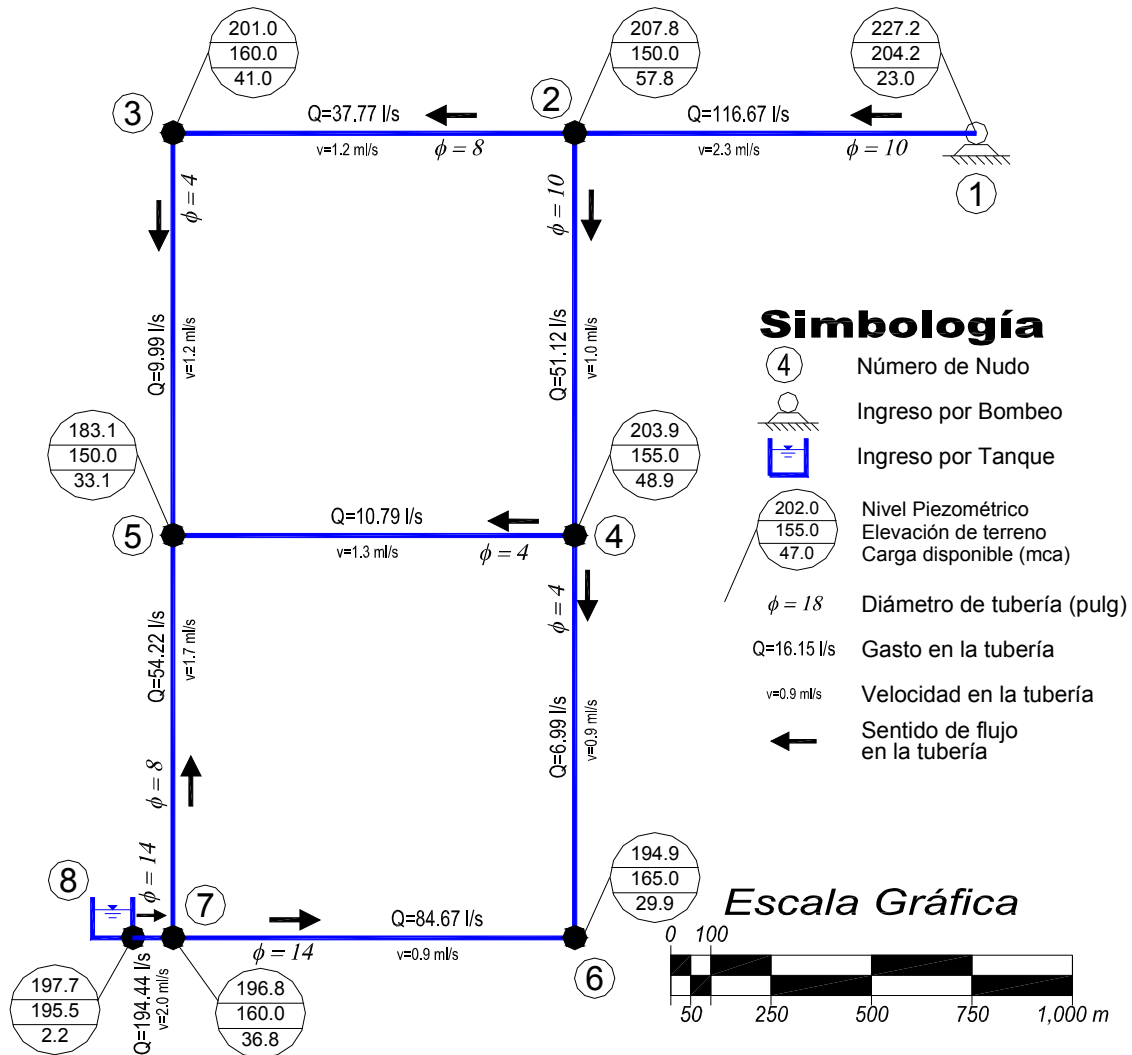 201.0
160.0
41.0
207.8
150.0
57.8
227.2
204.2
23.0
3
2
Q=37.77 l/s
Q=116.67 l/s
v=1.2 ml/s
ϕ = 8
v=2.3 ml/s
ϕ = 10
1
ϕ = 4
ϕ = 10
Q=9.99 l/s
v=1.2 ml/s
Q=51.12 l/s
v=1.0 ml/s
183.1
150.0
33.1
203.9
155.0
48.9
5
Q=10.79 l/s
4
v=1.3 ml/s
ϕ = 4
ϕ = 4
Q=54.22 l/s
v=1.7 ml/s
Q=6.99 l/s
v=0.9 ml/s
ϕ = 8
ϕ = 14
8
7
194.9
165.0
29.9
Q=84.67 l/s
ϕ = 14
v=0.9 ml/s
6
197.7
195.5
2.2
Q=194.44 l/s
v=2.0 ml/s
196.8
160.0
36.8
Simbología
4 Número de Nudo
Ingreso por Bombeo
Ingreso por Tanque
202.0 Nivel Piezométrico
155.0 Elevación de terreno
47.0 Carga disponible (mca)
ϕ = 18 Diámetro de tubería (pulg)
Q=16.15 l/s Gasto en la tubería
v=0.9 ml/s Velocidad en la tubería
Sentido de flujo
en la tubería
Escala Gráfica
0 100
50 250 500 750 1,000 m